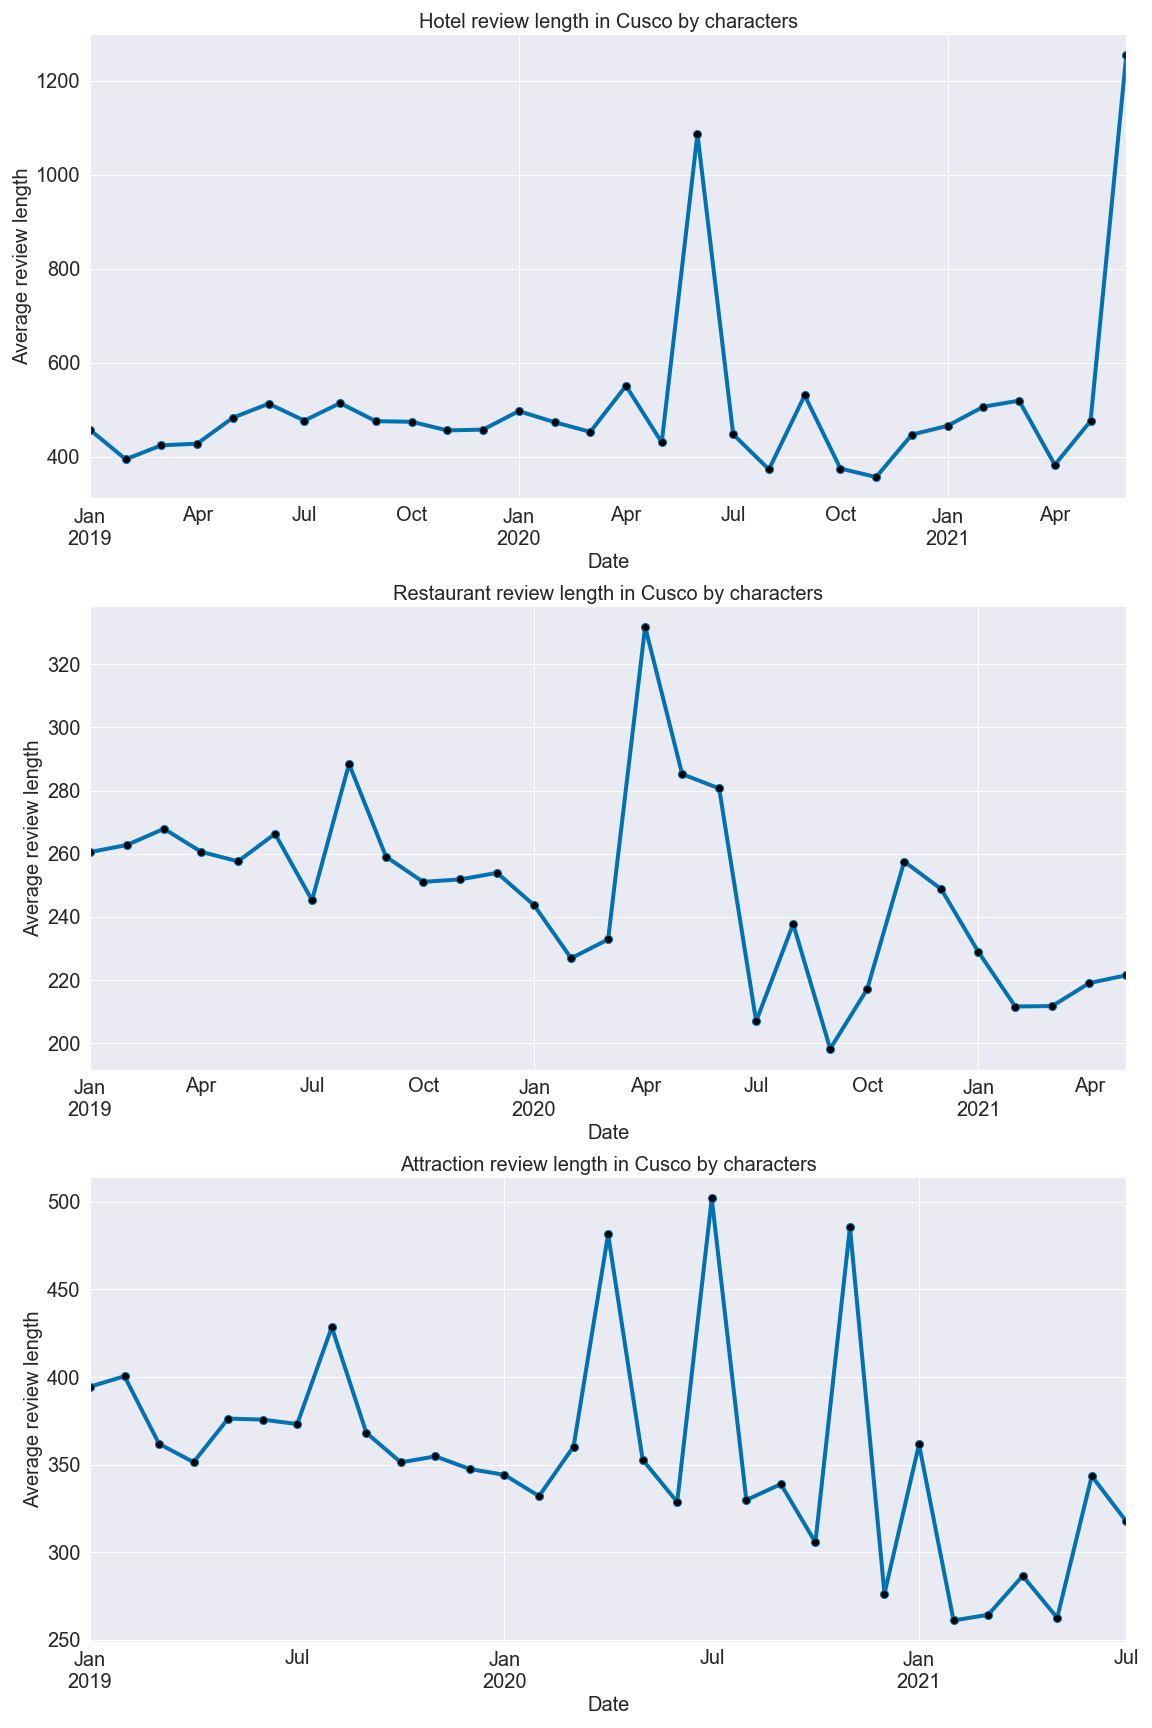 Hotel review length in Cusco by characters
1200
1000
800
600
400
Average review length
Jan Apr Jul Oct Jan Apr Jul Oct Jan Apr
2019 2020 2021
Date
Restaurant review length in Cusco by characters
320
300
280
260
240
220
200
Average review length
Jan Apr Jul Oct Jan Apr Jul Oct Jan Apr
2019 2020 2021
Date
Attraction review length in Cusco by characters
500
450
400
350
300
250
Average review length
Jan Jul Jan Jul Jan Jul
2019 2020 2021
Date